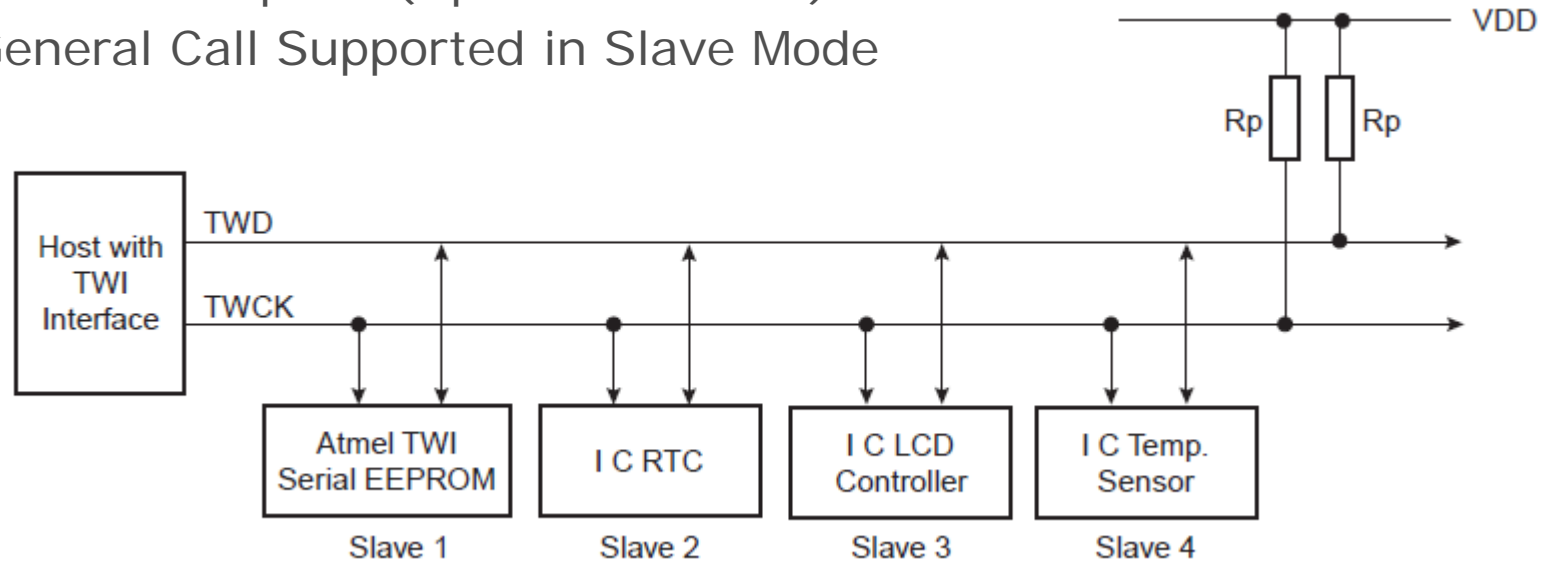 General Call Supported in Slave Mode
VDD
Rp
Rp
TWD
Host with
TWI
Interface
TWCK
Atmel TWI
Serial EEPROM
I C RTC
I C LCD
Controller
I C Temp.
Sensor
Slave 1
Slave 2
Slave 3
Slave 4